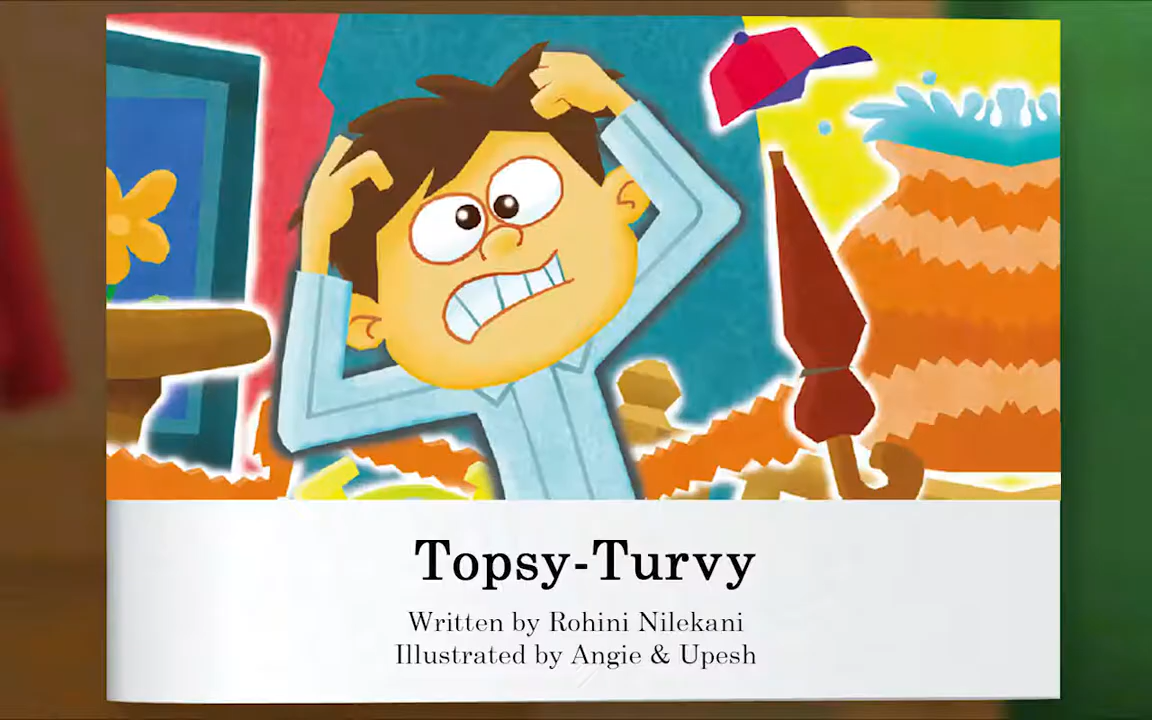 Topsy-Turvy
Written by Rohini Nilekani
Illustrated by Angie & Upesh